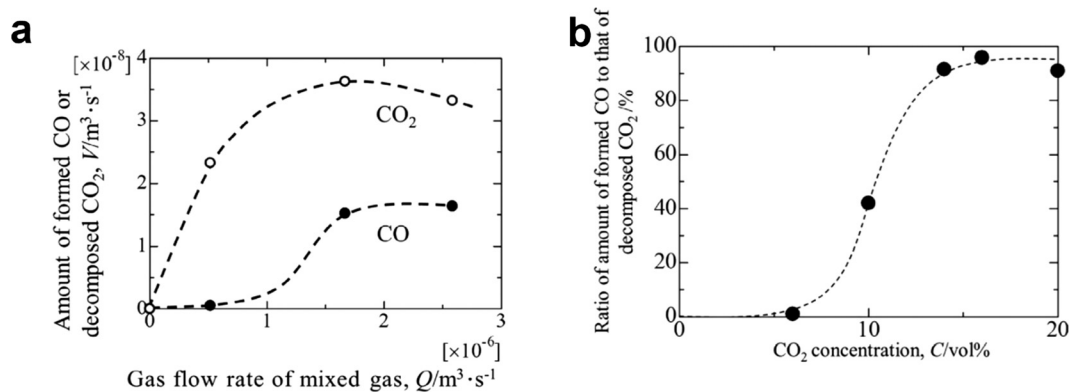 a
[×10⁻⁸]
4
3
2
1
0
0
1
2
3
[×10⁻⁶]
CO₂
CO
Amount of formed CO or
decomposed CO₂, V/m³·s⁻¹
Gas flow rate of mixed gas, Q/m³·s⁻¹
b
100
80
60
40
20
0
0
10
20
Ratio of amount of formed CO to that of
decomposed CO₂/%
CO₂ concentration, C/vol%